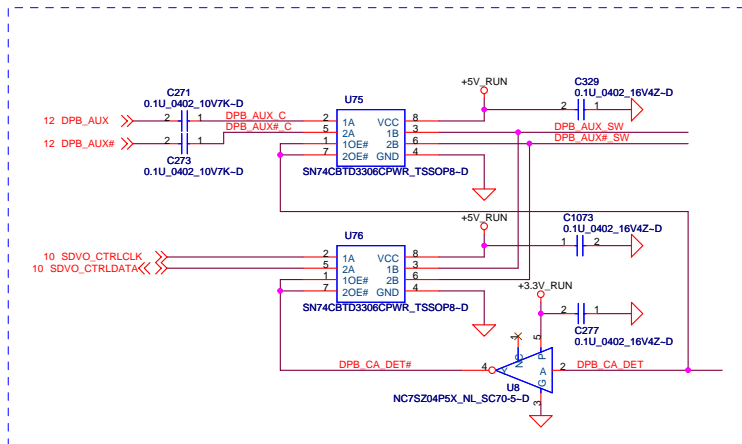 +5V_RUN
C329
0.1U_0402_16V4Z~D
2 1
C271
0.1U_0402_10V7K~D
U75
12 DPB_AUX
2 1
DPB_AUX_C
2 1A VCC 8
DPB_AUX#_C
5 2A 1B 3
DPB_AUX_SW
12 DPB_AUX#
2 1
1 1OE# 2B 6
DPB_AUX#_SW
7 2OE# GND 4
C273
0.1U_0402_10V7K~D
SN74CBTD3306CPWR_TSSOP8~D
+5V_RUN
C1073
0.1U_0402_16V4Z~D
1 2
U76
10 SDVO_CTRLCLK
2 1A VCC 8
10 SDVO_CTRLDATA
5 2A 1B 3
1 1OE# 2B 6
7 2OE# GND 4
SN74CBTD3306CPWR_TSSOP8~D
+3.3V_RUN
2 1
C277
0.1U_0402_16V4Z~D
1 5
NC P
DPB_CA_DET#
4 Y A 2
DPB_CA_DET
G
3
U8
NC7SZ04P5X_NL_SC70-5~D